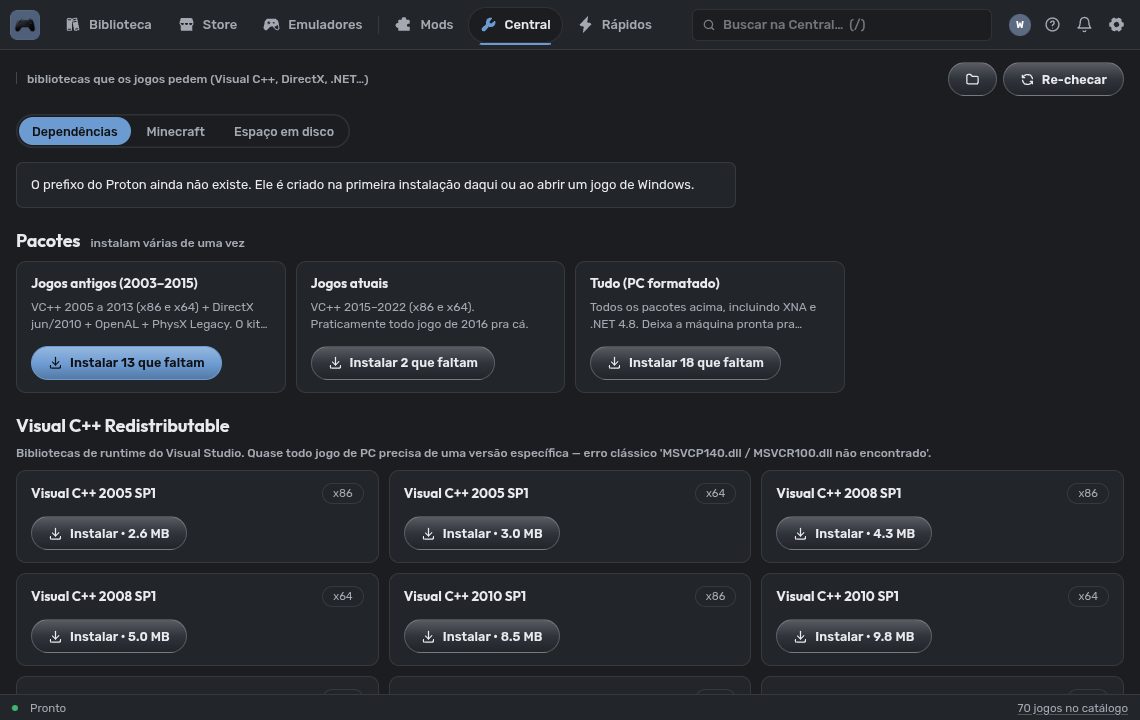 Biblioteca
Store
Emuladores
Mods
Central
Rápidos
Buscar na Central… (/)
W
bibliotecas que os jogos pedem (Visual C++, DirectX, .NET…)
Re-checar
Dependências
Minecraft
Espaço em disco
O prefixo do Proton ainda não existe. Ele é criado na primeira instalação daqui ou ao abrir um jogo de Windows.
Pacotes instalam várias de uma vez
Jogos antigos (2003–2015)
VC++ 2005 a 2013 (x86 e x64) + DirectX
jun/2010 + OpenAL + PhysX Legacy. O kit…
Instalar 13 que faltam
Jogos atuais
VC++ 2015–2022 (x86 e x64).
Praticamente todo jogo de 2016 pra cá.
Instalar 2 que faltam
Tudo (PC formatado)
Todos os pacotes acima, incluindo XNA e
.NET 4.8. Deixa a máquina pronta pra…
Instalar 18 que faltam
Visual C++ Redistributable
Bibliotecas de runtime do Visual Studio. Quase todo jogo de PC precisa de uma versão específica — erro clássico 'MSVCP140.dll / MSVCR100.dll não encontrado'.
Visual C++ 2005 SP1 x86
Instalar • 2.6 MB
Visual C++ 2005 SP1 x64
Instalar • 3.0 MB
Visual C++ 2008 SP1 x86
Instalar • 4.3 MB
Visual C++ 2008 SP1 x64
Instalar • 5.0 MB
Visual C++ 2010 SP1 x86
Instalar • 8.5 MB
Visual C++ 2010 SP1 x64
Instalar • 9.8 MB
Pronto
70 jogos no catálogo